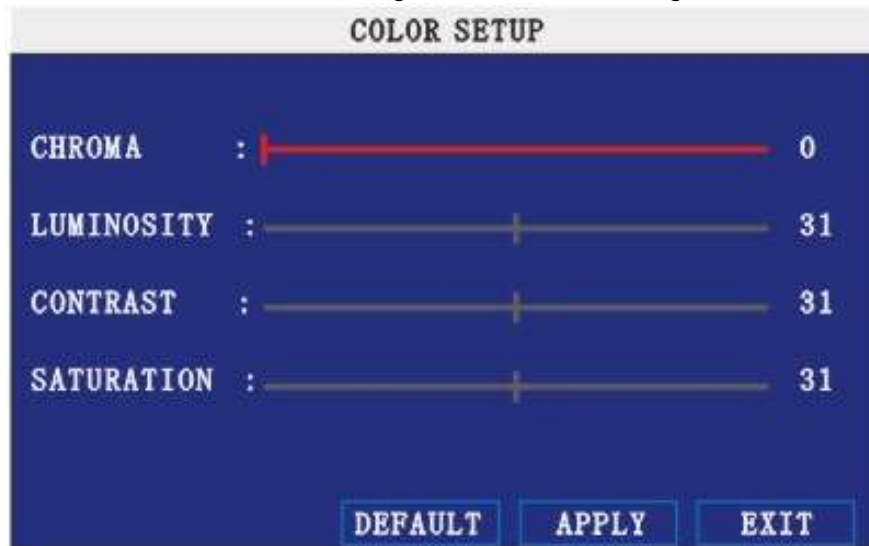 COLOR SETUP
CHROMA : 0
LUMINOSITY : 31
CONTRAST : 31
SATURATION : 31
DEFAULT APPLY EXIT